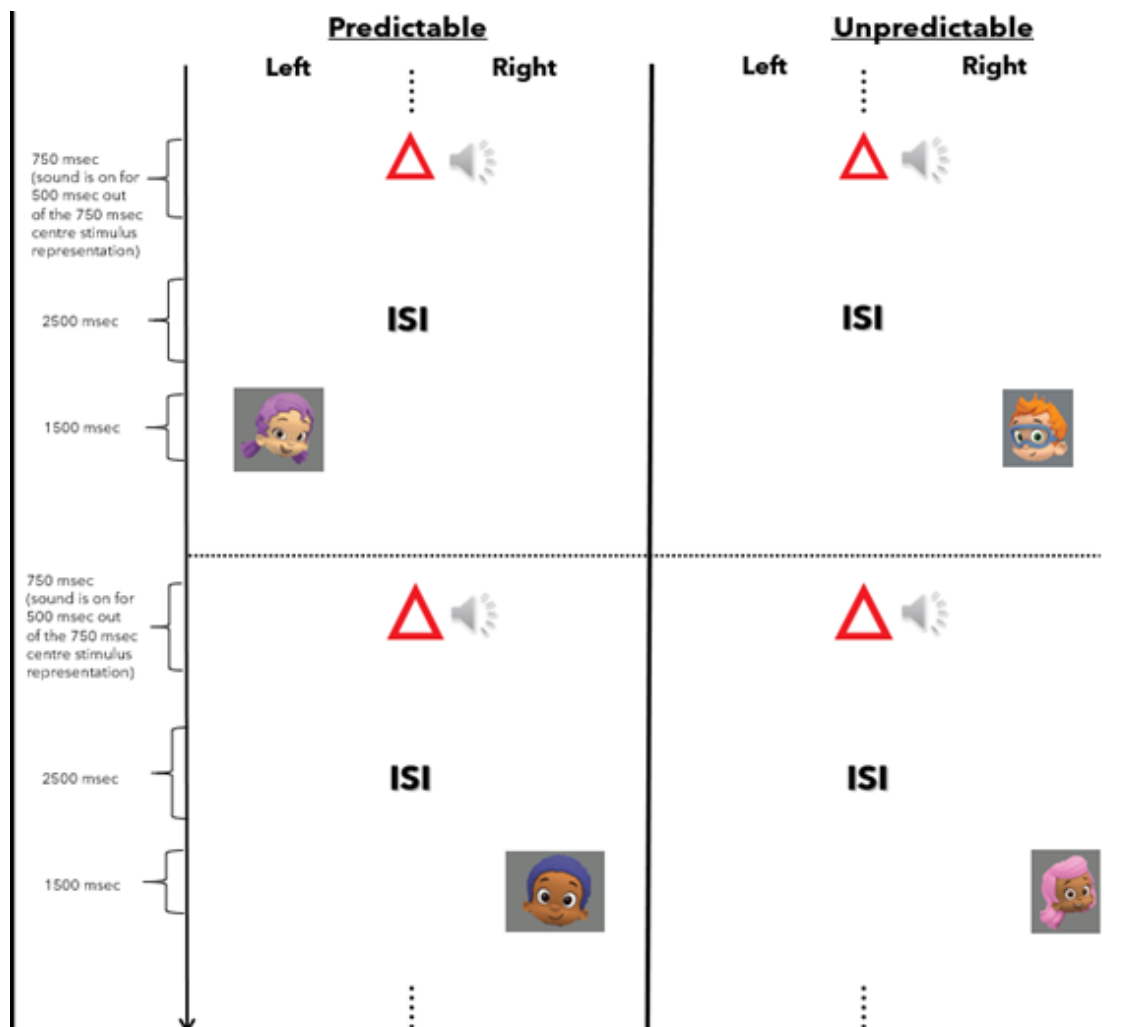 Predictable
Unpredictable
Left
Right
Left
Right
750 msec
(sound is on for
500 msec out
of the 750 msec
centre stimulus
representation)
2500 msec
ISI
ISI
1500 msec
750 msec
(sound is on for
500 msec out
of the 750 msec
centre stimulus
representation)
2500 msec
ISI
ISI
1500 msec